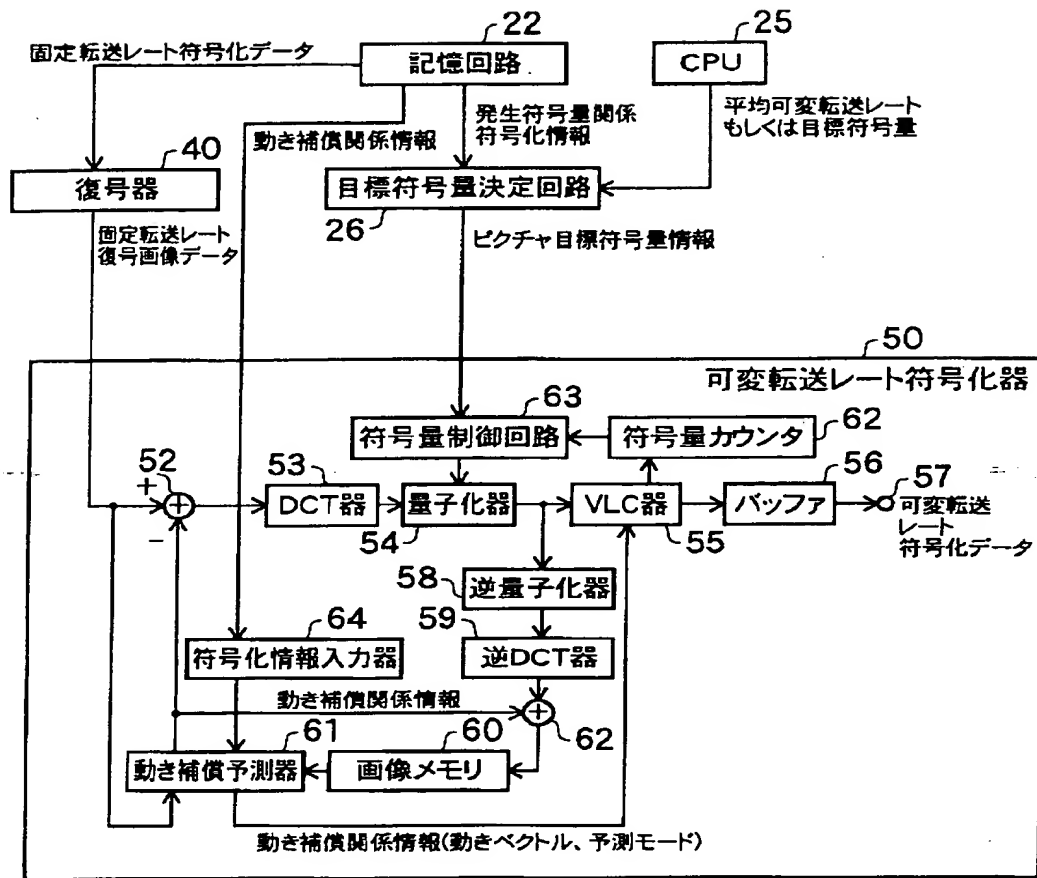 22
25
固定転送レート符号化データ
記憶回路
CPU
発生符号量関係
符号化情報
動き補償関係情報
平均可変転送レート
もしくは目標符号量
40
復号器
目標符号量決定回路
26
固定転送レート
復号画像データ
ピクチャ目標符号量情報
50
可変転送レート符号化器
63
符号量制御回路
符号量カウンタ
62
52
+
-
+
53
DCT器
量子化器
54
VLC器
55
56
バッファ
57
可変転送
レート
符号化データ
58
逆量子化器
59
逆DCT器
64
符号化情報入力器
動き補償関係情報
+
62
61
動き補償予測器
60
画像メモリ
動き補償関係情報(動きベクトル、予測モード)